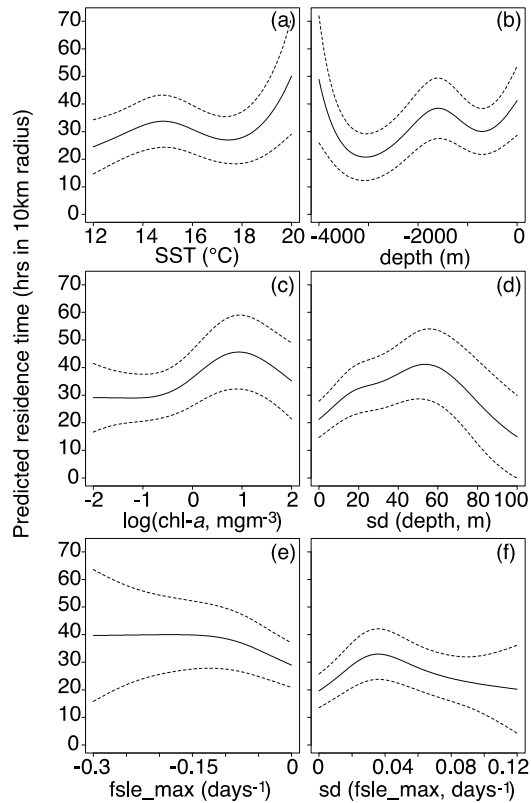 Predicted residence time (hrs in 10km radius)
(a)
(b)
70
60
50
40
30
20
10
0
12 14 16 18 20
SST (°C)
-4000 -2000 0
depth (m)
(c)
(d)
70
60
50
40
30
20
10
0
-2 -1 0 1 2
log(chl-a, mgm-3)
0 20 40 60 80 100
sd (depth, m)
(e)
(f)
70
60
50
40
30
20
10
0
-0.3 -0.15 0
fsle_max (days-1)
0 0.04 0.08 0.12
sd (fsle_max, days-1)